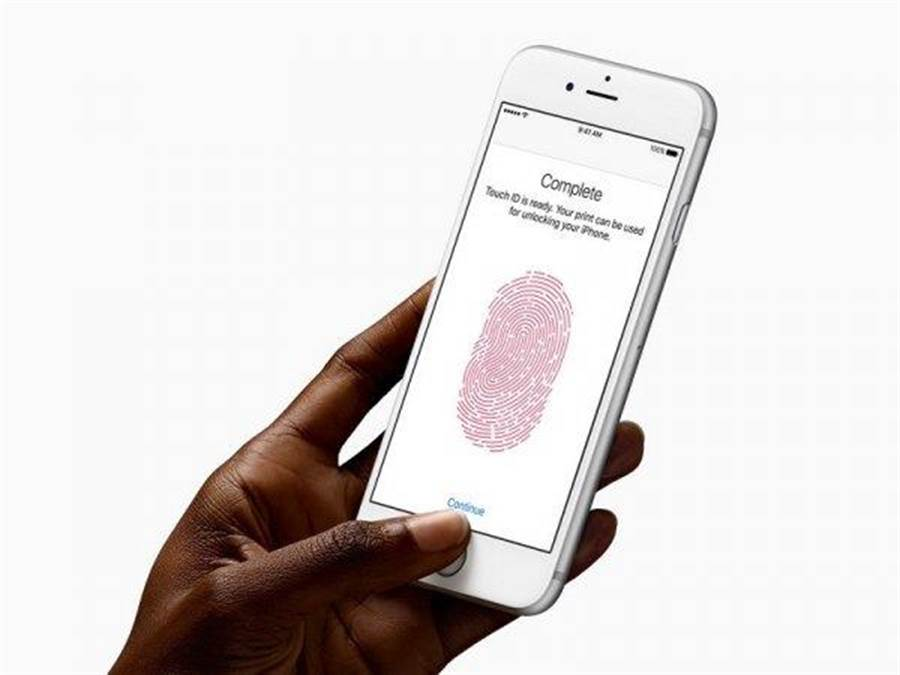 9:41 AM
100%
Complete
Touch ID is ready. Your print can be used
for unlocking your iPhone.
Continue